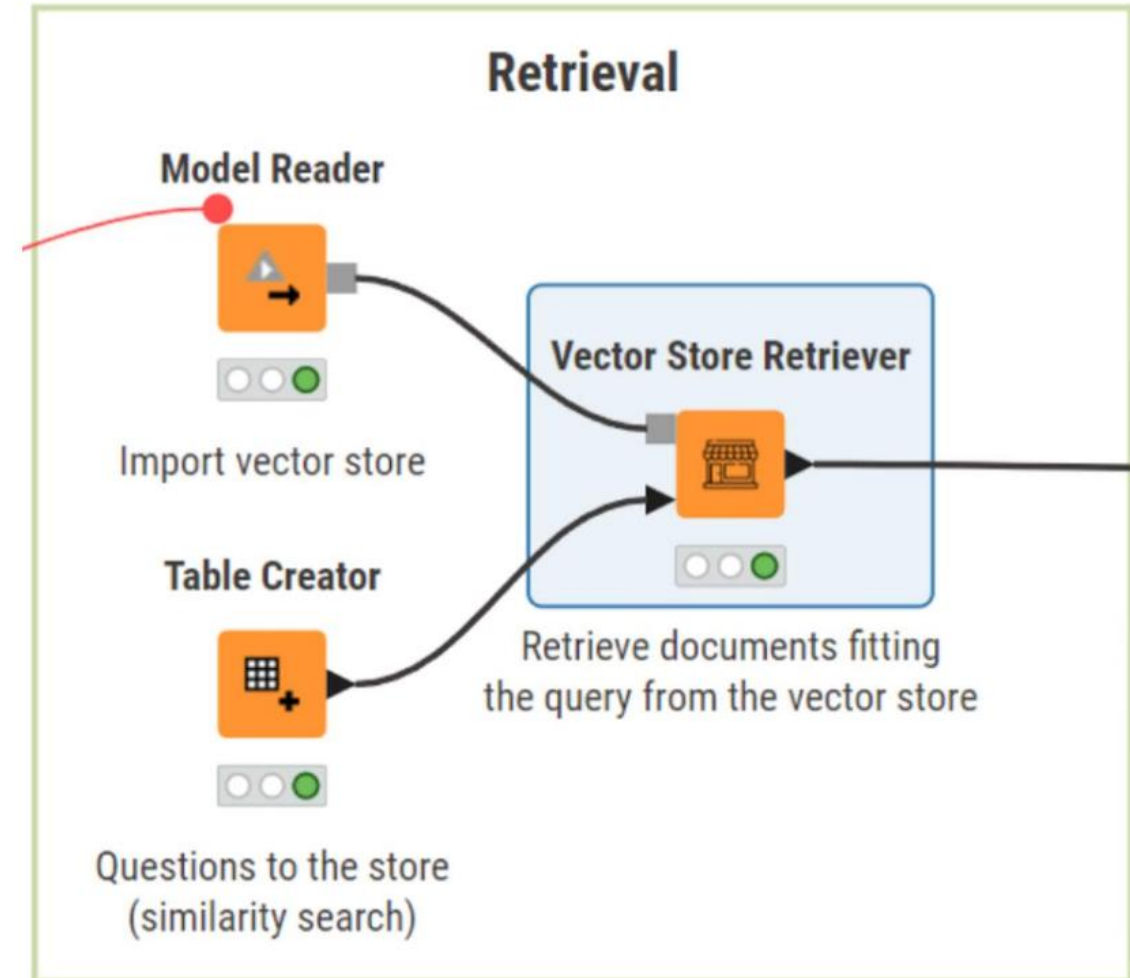 Retrieval
Model Reader
Import vector store
Vector Store Retriever
Retrieve documents fitting
the query from the vector store
Table Creator
Questions to the store
(similarity search)